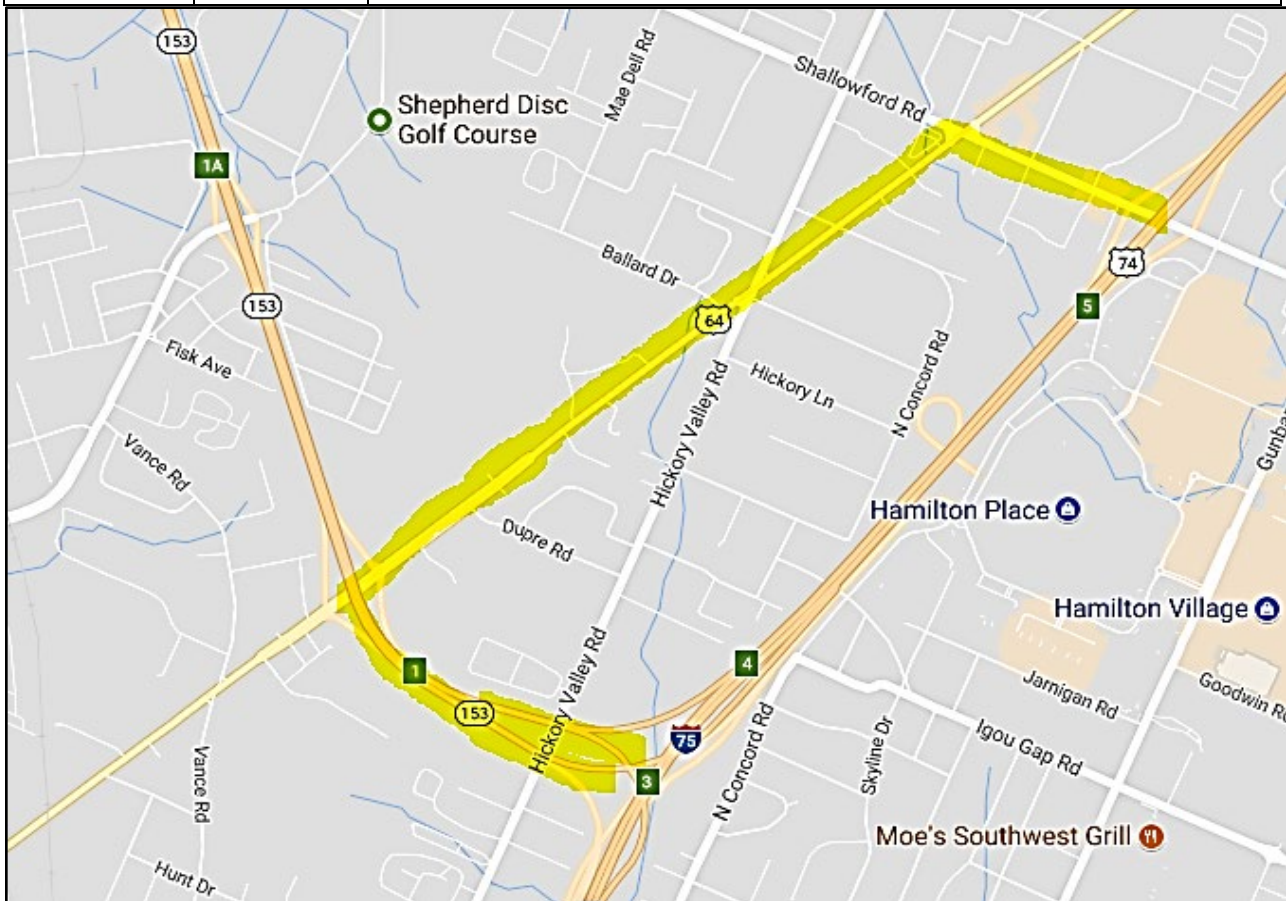 153
Mae Dell Rd
Shallowford Rd
Shepherd Disc
Golf Course
1A
Ballard Dr
74
153
5
64
Fisk Ave
Hickory Ln
N Concord Rd
Hickory Valley Rd
Vance Rd
Hamilton Place
Dupre Rd
Hamilton Village
1
4
Hickory Valley Rd
153
75
Jarnigan Rd
Goodwin Rd
Igou Gap Rd
N Concord Rd
Skyline Dr
Vance Rd
3
Moe's Southwest Grill
Hunt Dr